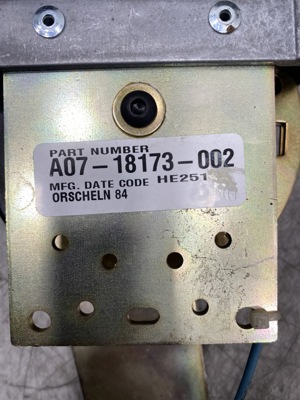 PART NUMBER
A07-18173-002
MFG. DATE CODE HE251
ORSCHELN 84